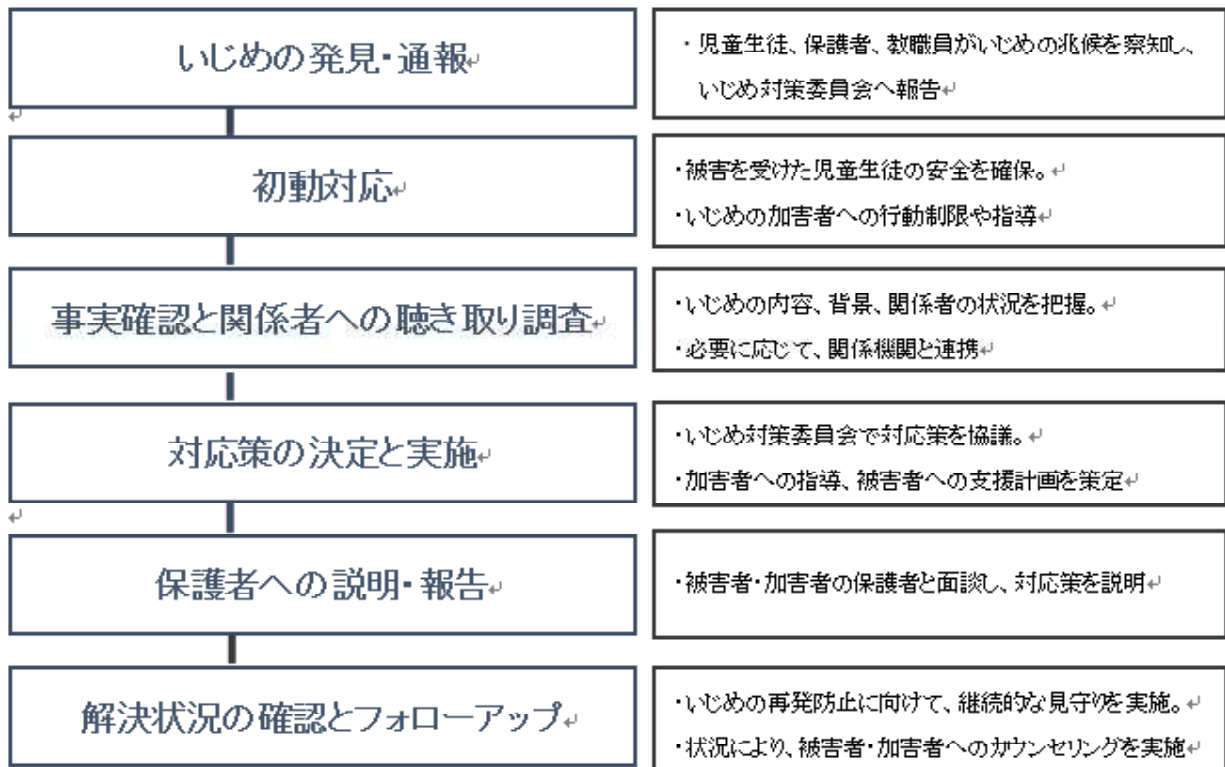 いじめの発見・通報
・児童生徒、保護者、教職員がいじめの兆候を察知し、
いじめ対策委員会へ報告
初動対応
・被害を受けた児童生徒の安全を確保。
・いじめの加害者への行動制限や指導
事実確認と関係者への聴き取り調査
・いじめの内容、背景、関係者の状況を把握。
・必要に応じて、関係機関と連携
対応策の決定と実施
・いじめ対策委員会で対応策を協議。
・加害者への指導、被害者への支援計画を策定
保護者への説明・報告
・被害者・加害者の保護者と面談し、対応策を説明
解決状況の確認とフォローアップ
・いじめの再発防止に向けて、継続的な見守りを実施。
・状況により、被害者・加害者へのカウンセリングを実施